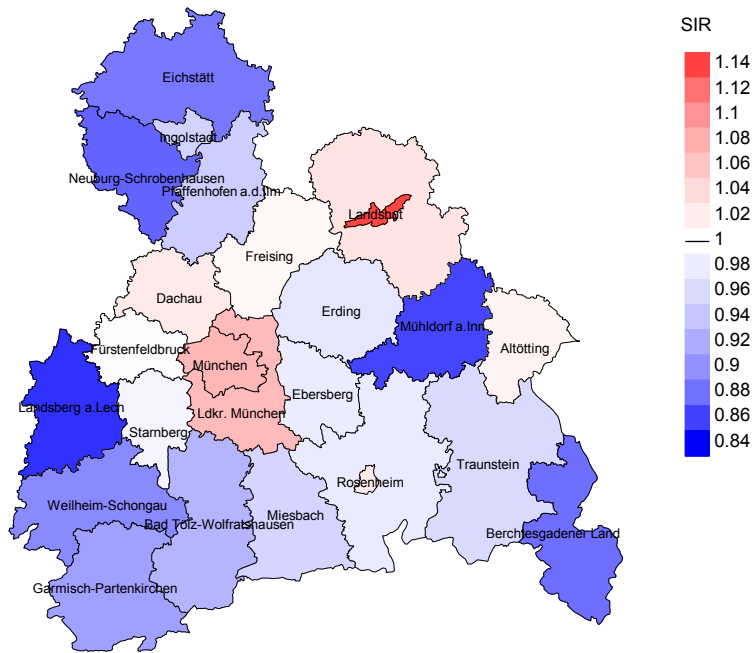 SIR
1.14
1.12
1.1
1.08
1.06
1.04
1.02
1
0.98
0.96
0.94
0.92
0.9
0.88
0.86
0.84
Eichstätt
Ingolstadt
Neuburg-Schrobenhausen
Pfaffenhofen a.d.Ilm
Landshut
Freising
Dachau
Erding
Mühldorf a.Inn
Fürstenfeldbruck
Altötting
München
Ebersberg
Landsberg a.Lech
Ldkr. München
Starnberg
Traunstein
Rosenheim
Weilheim-Schongau
Miesbach
Bad Tölz-Wolfratshausen
Berchtesgadener Land
Garmisch-Partenkirchen